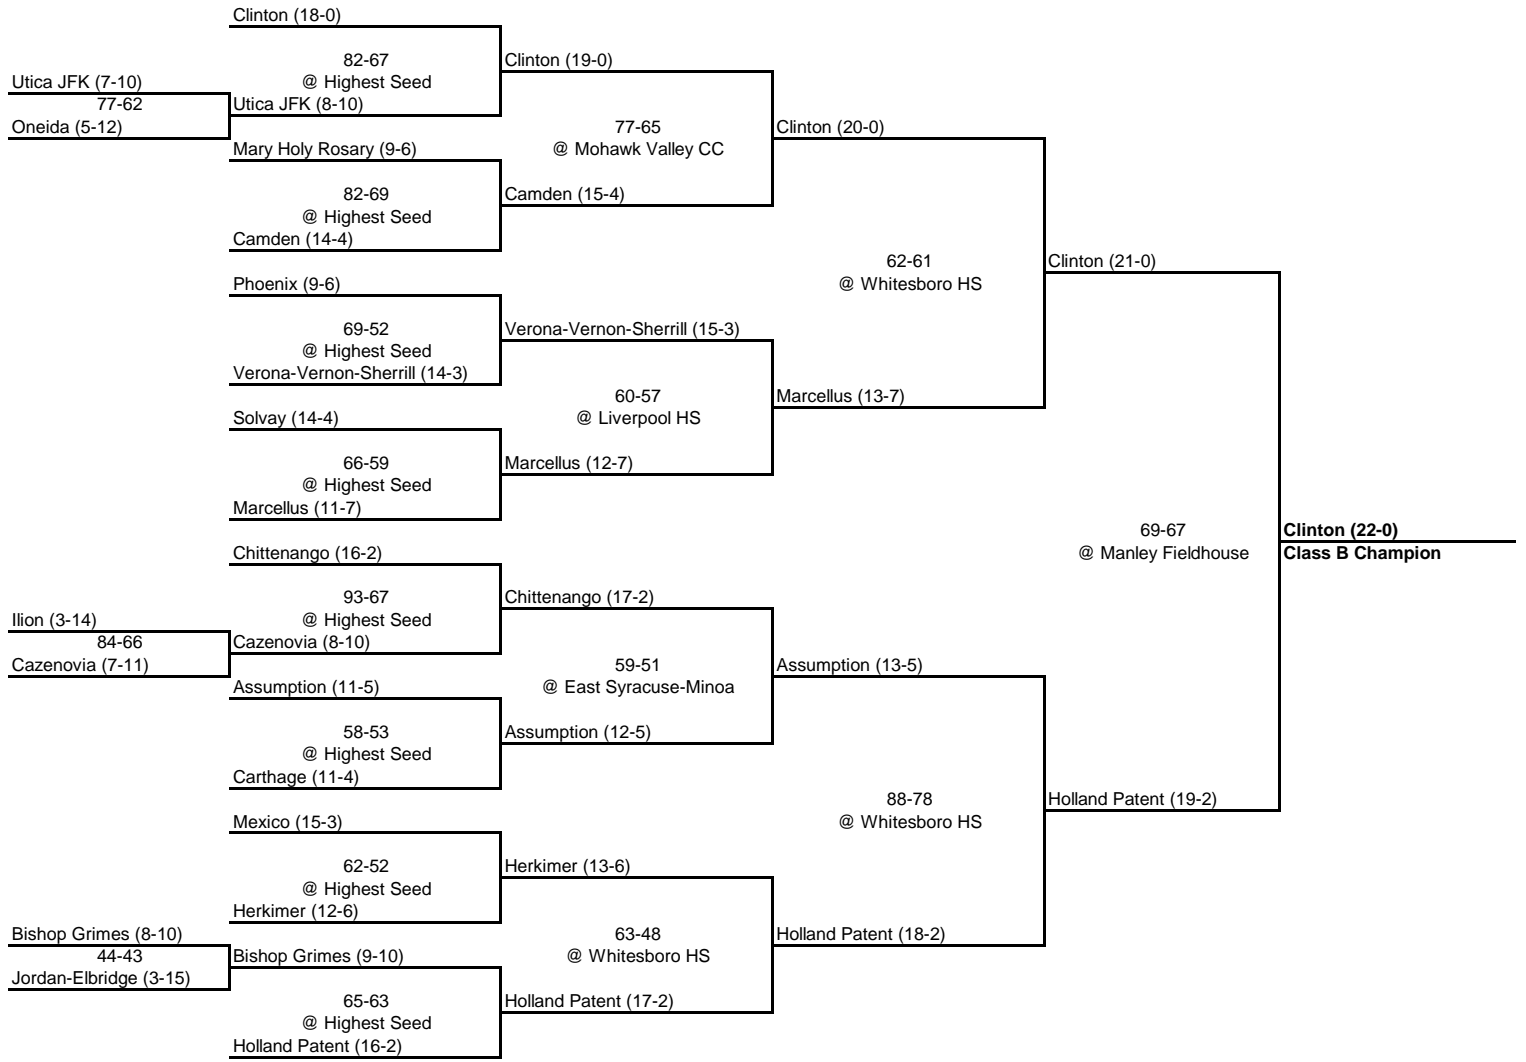 Clinton (18-0)
82-67
@ Highest Seed
Clinton (19-0)
Utica JFK (7-10)
77-62
Oneida (5-12)
Utica JFK (8-10)
77-65
@ Mohawk Valley CC
Clinton (20-0)
Mary Holy Rosary (9-6)
82-69
@ Highest Seed
Camden (15-4)
Camden (14-4)
62-61
@ Whitesboro HS
Clinton (21-0)
Phoenix (9-6)
69-52
@ Highest Seed
Verona-Vernon-Sherrill (15-3)
Verona-Vernon-Sherrill (14-3)
60-57
@ Liverpool HS
Marcellus (13-7)
Solvay (14-4)
66-59
@ Highest Seed
Marcellus (12-7)
Marcellus (11-7)
69-67
@ Manley Fieldhouse
Clinton (22-0)
Class B Champion
Chittenango (16-2)
93-67
@ Highest Seed
Chittenango (17-2)
Ilion (3-14)
84-66
Cazenovia (7-11)
Cazenovia (8-10)
59-51
@ East Syracuse-Minoa
Assumption (13-5)
Assumption (11-5)
58-53
@ Highest Seed
Assumption (12-5)
Carthage (11-4)
88-78
@ Whitesboro HS
Holland Patent (19-2)
Mexico (15-3)
62-52
@ Highest Seed
Herkimer (13-6)
Herkimer (12-6)
63-48
@ Whitesboro HS
Holland Patent (18-2)
Bishop Grimes (8-10)
44-43
Jordan-Elbridge (3-15)
Bishop Grimes (9-10)
65-63
@ Highest Seed
Holland Patent (17-2)
Holland Patent (16-2)